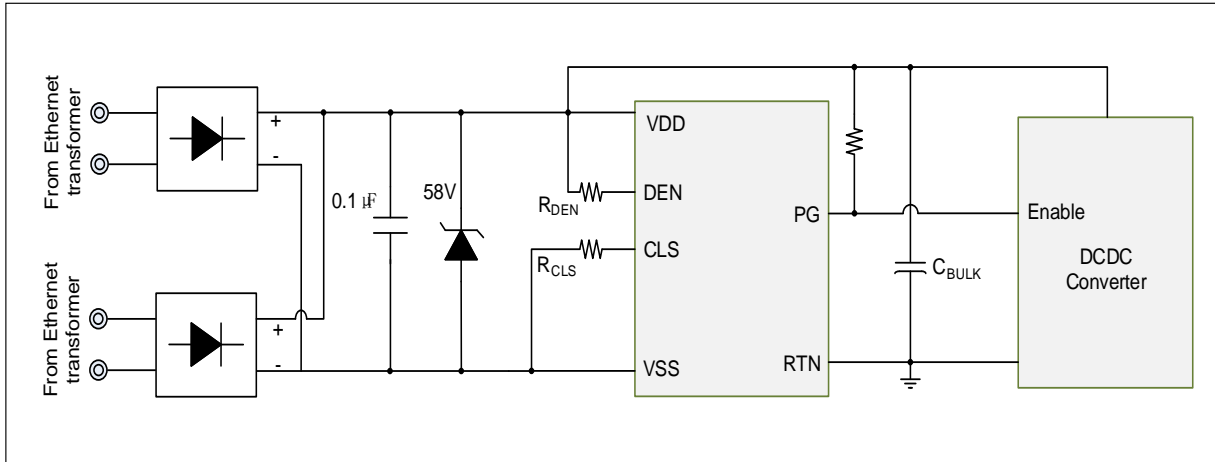 From Ethernet
transformer
+
-
From Ethernet
transformer
+
-
0.1 µF
58V
RDEN
RCLS
VDD
DEN
CLS
VSS
PG
RTN
CBULK
Enable
DCDC
Converter